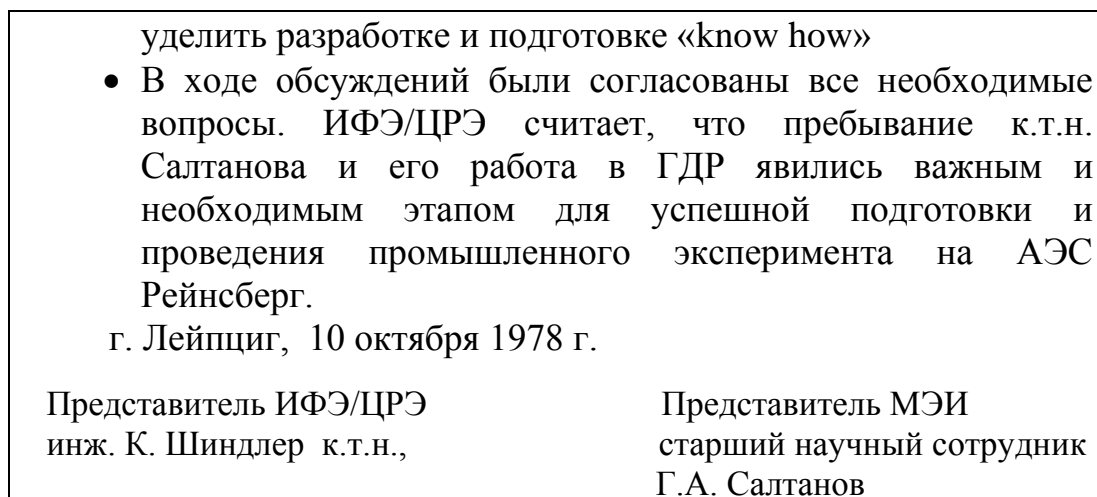 уделить разработке и подготовке «know how»
• В ходе обсуждений были согласованы все необходимые
вопросы. ИФЭ/ЦРЭ считает, что пребывание к.т.н.
Салтанова и его работа в ГДР явились важным и
необходимым этапом для успешной подготовки и
проведения промышленного эксперимента на АЭС
Рейнсберг.
г. Лейпциг, 10 октября 1978 г.
Представитель ИФЭ/ЦРЭ Представитель МЭИ
инж. К. Шиндлер к.т.н., старший научный сотрудник
Г.А. Салтанов